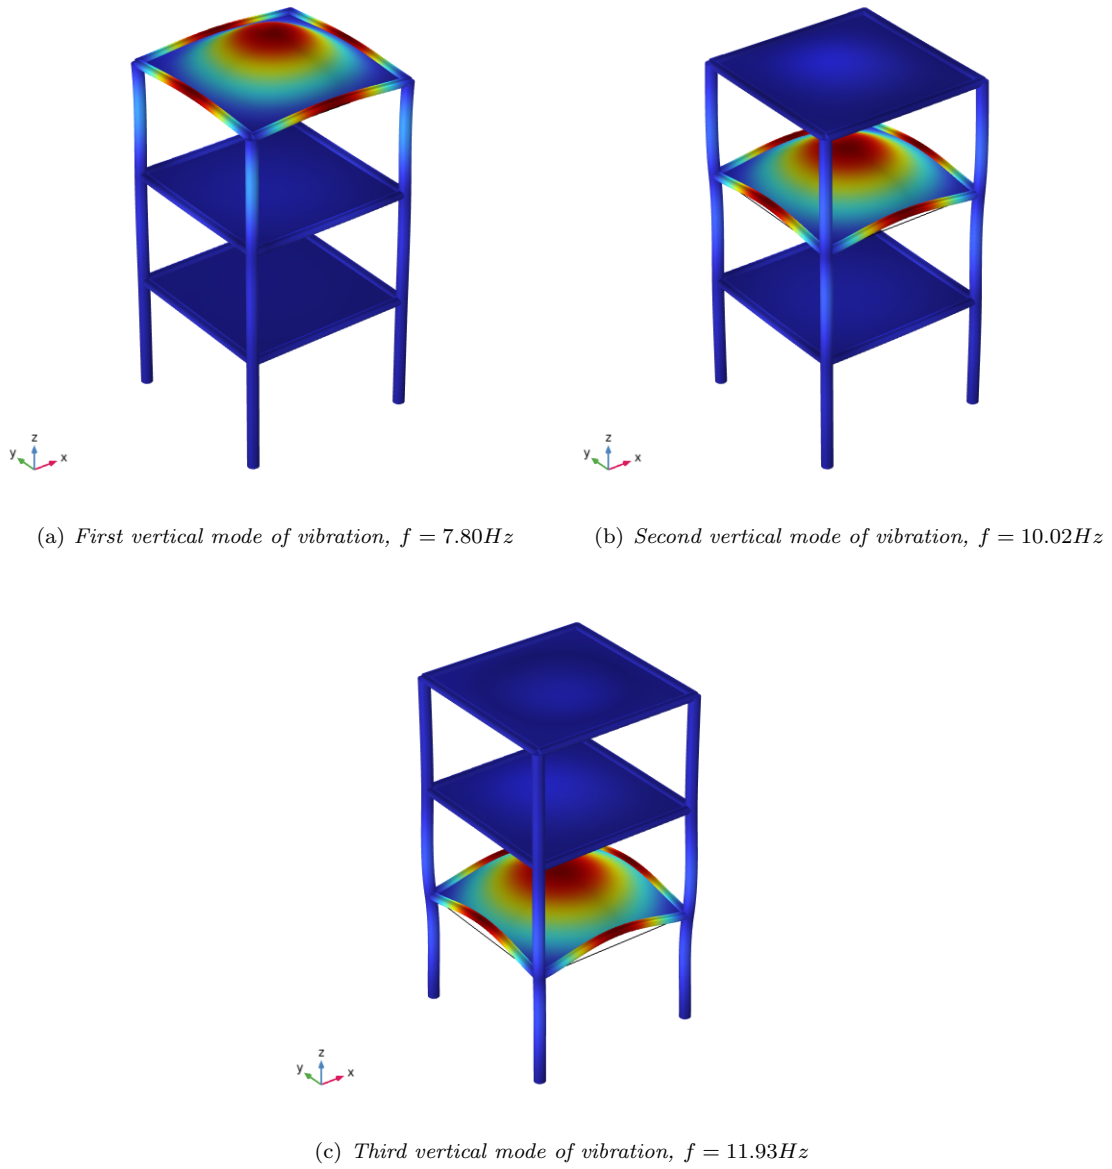 z
y
x
z
y
x
(a) First vertical mode of vibration, f = 7.80Hz
(b) Second vertical mode of vibration, f = 10.02Hz
z
y
x
(c) Third vertical mode of vibration, f = 11.93Hz